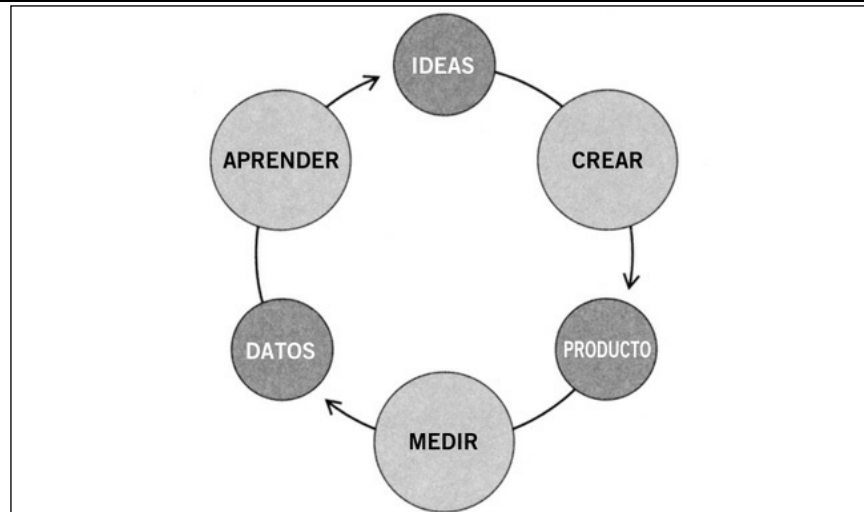 IDEAS
CREAR
PRODUCTO
MEDIR
DATOS
APRENDER